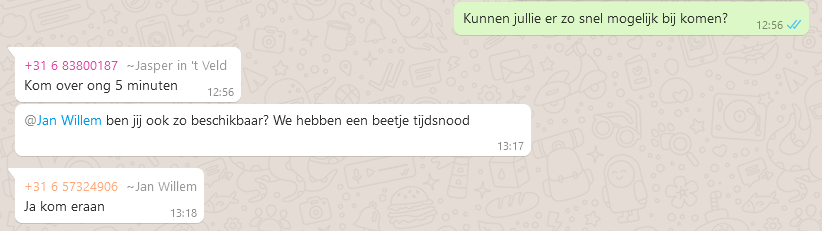 Kunnen jullie er zo snel mogelijk bij komen?
12:56
+31 6 83800187 ~Jasper in 't Veld
Kom over ong 5 minuten
12:56
@Jan Willem ben jij ook zo beschikbaar? We hebben een beetje tijdsnood
13:17
+31 6 57324906 ~Jan Willem
Ja kom eraan
13:18